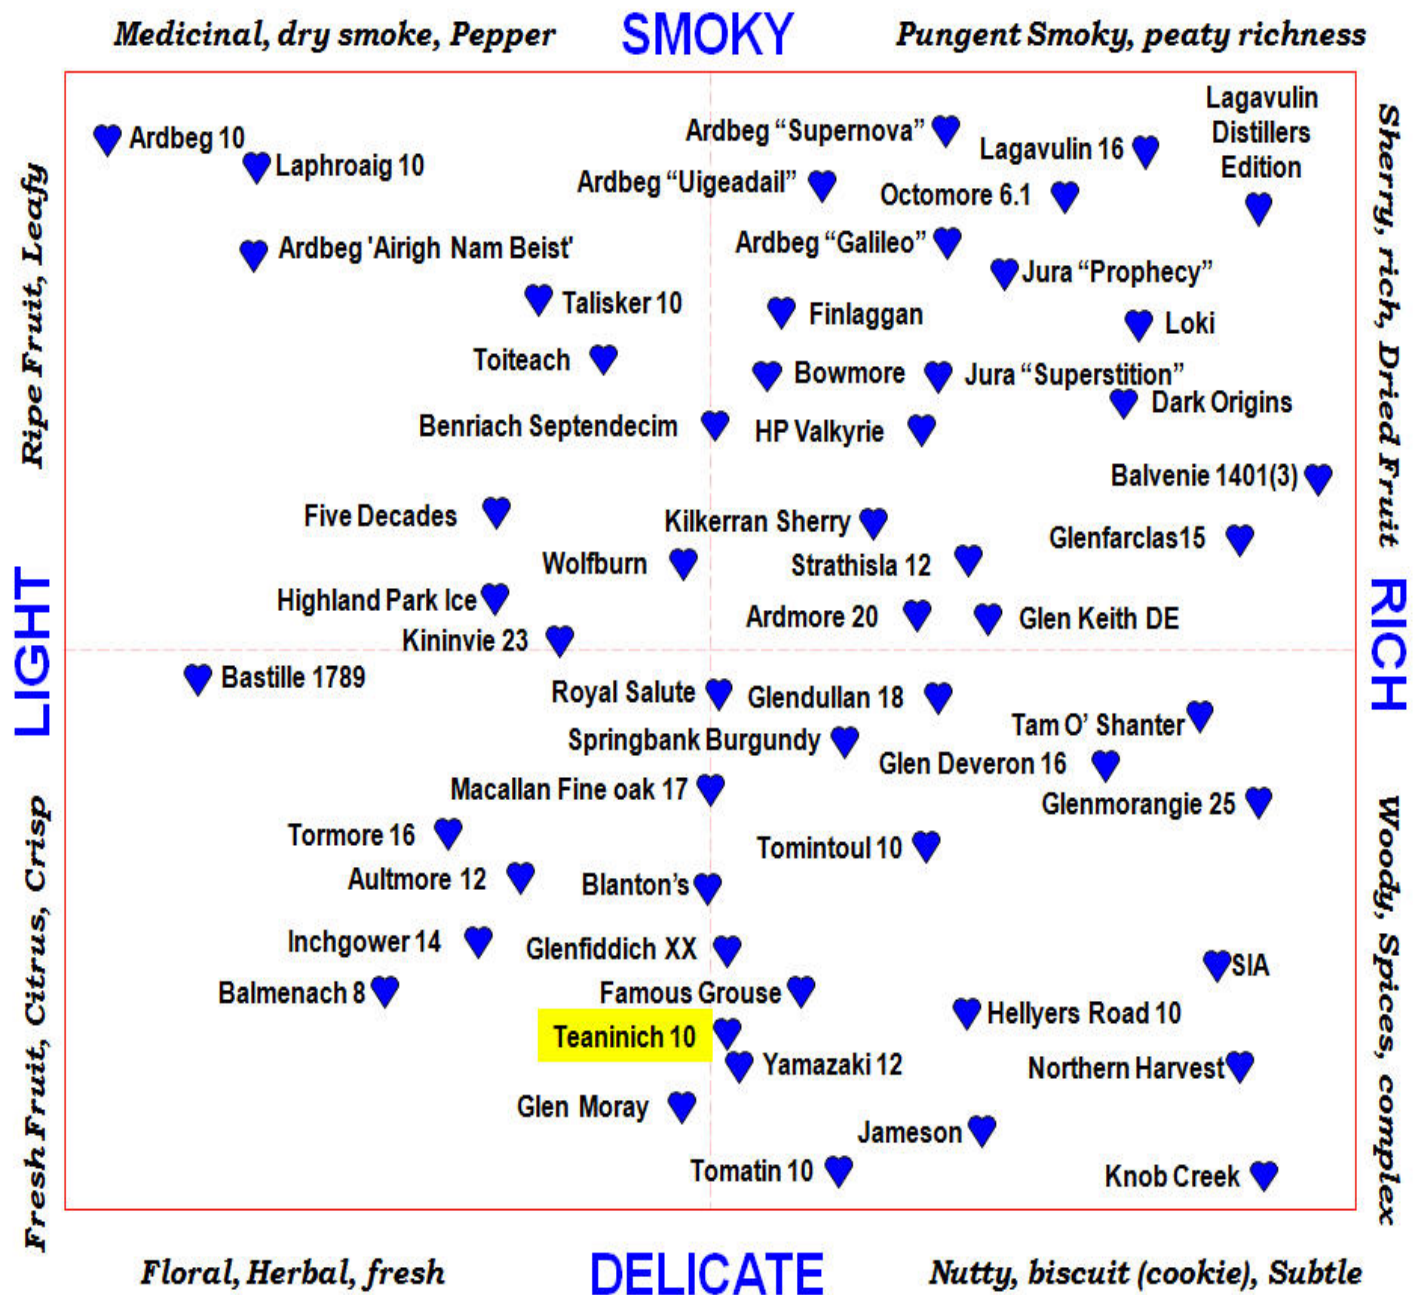 Medicinal, dry smoke, Pepper
SMOKY
Pungent Smoky, peaty richness
Ripe Fruit, Leafy
LIGHT
Fresh Fruit, Citrus, Crisp
Sherry, rich, Dried Fruit
RICH
Woody, Spices, complex
Ardbeg 10
Laphroaig 10
Ardbeg 'Airigh Nam Beist'
Talisker 10
Toiteach
Benriach Septendecim
Ardbeg “Supernova”
Lagavulin
Distillers
Edition
Lagavulin 16
Ardbeg “Uigeadail”
Octomore 6.1
Ardbeg “Galileo”
Jura “Prophecy”
Finlaggan
Loki
Bowmore
Jura “Superstition”
Dark Origins
HP Valkyrie
Balvenie 1401(3)
Five Decades
Kilkerran Sherry
Glenfarclas15
Wolfburn
Strathisla 12
Highland Park Ice
Ardmore 20
Glen Keith DE
Kininvie 23
Bastille 1789
Royal Salute
Glendullan 18
Tam O’ Shanter
Springbank Burgundy
Glen Deveron 16
Macallan Fine oak 17
Glenmorangie 25
Tormore 16
Tomintoul 10
Aultmore 12
Blanton’s
Inchgower 14
Glenfiddich XX
SIA
Balmenach 8
Famous Grouse
Hellyers Road 10
Teaninich 10
Yamazaki 12
Northern Harvest
Glen Moray
Jameson
Tomatin 10
Knob Creek
Floral, Herbal, fresh
DELICATE
Nutty, biscuit (cookie), Subtle